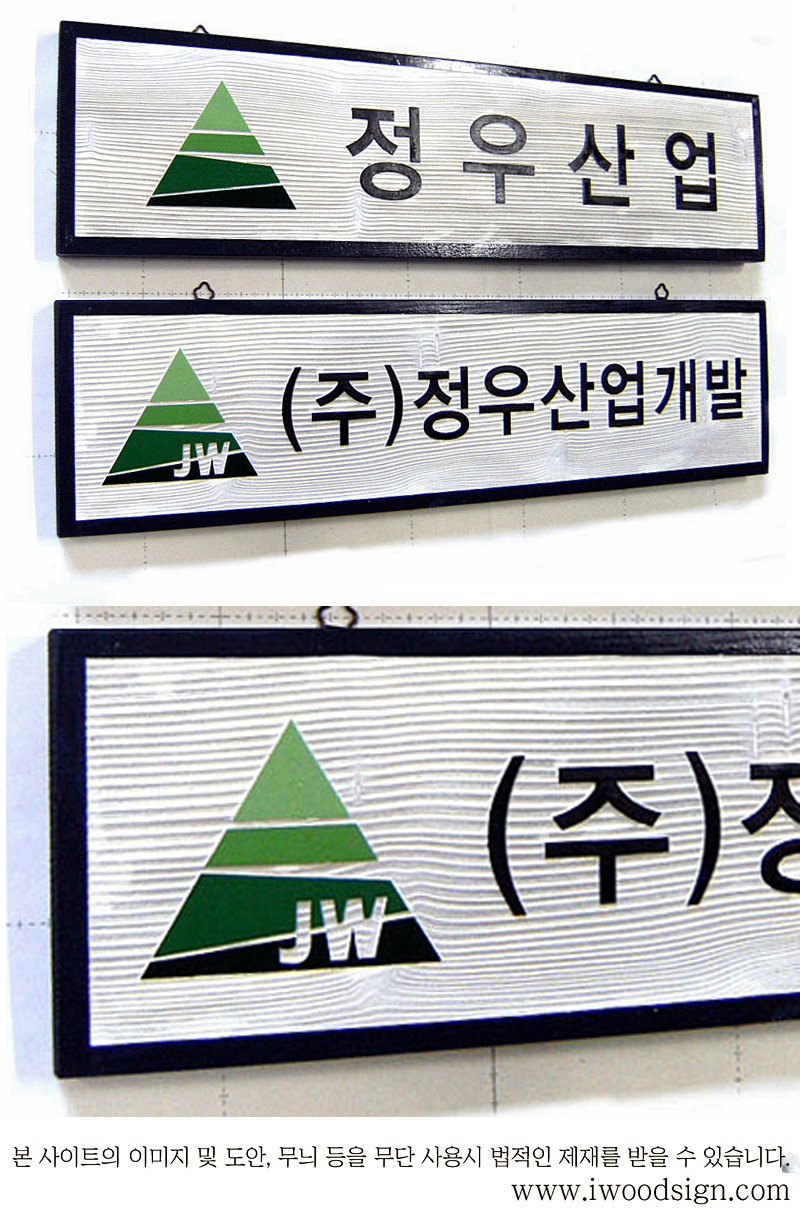 정우산업
(주)정우산업개발
JW
(주)정
JW
본 사이트의 이미지 및 도안, 무늬 등을 무단 사용시 법적인 제재를 받을 수 있습니다.
www.iwoodsign.com